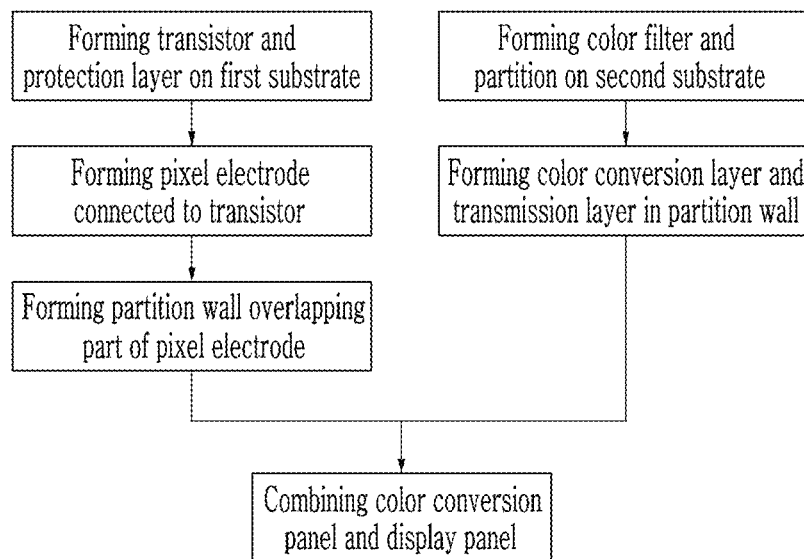 Forming transistor and
protection layer on first substrate
Forming color filter and
partition on second substrate
Forming pixel electrode
connected to transistor
Forming color conversion layer and
transmission layer in partition wall
Forming partition wall overlapping
part of pixel electrode
Combining color conversion
panel and display panel